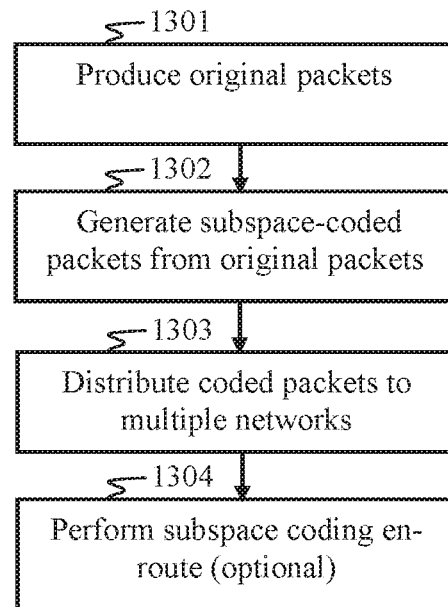 1301
Produce original packets
1302
Generate subspace-coded
packets from original packets
1303
Distribute coded packets to
multiple networks
1304
Perform subspace coding en-
route (optional)